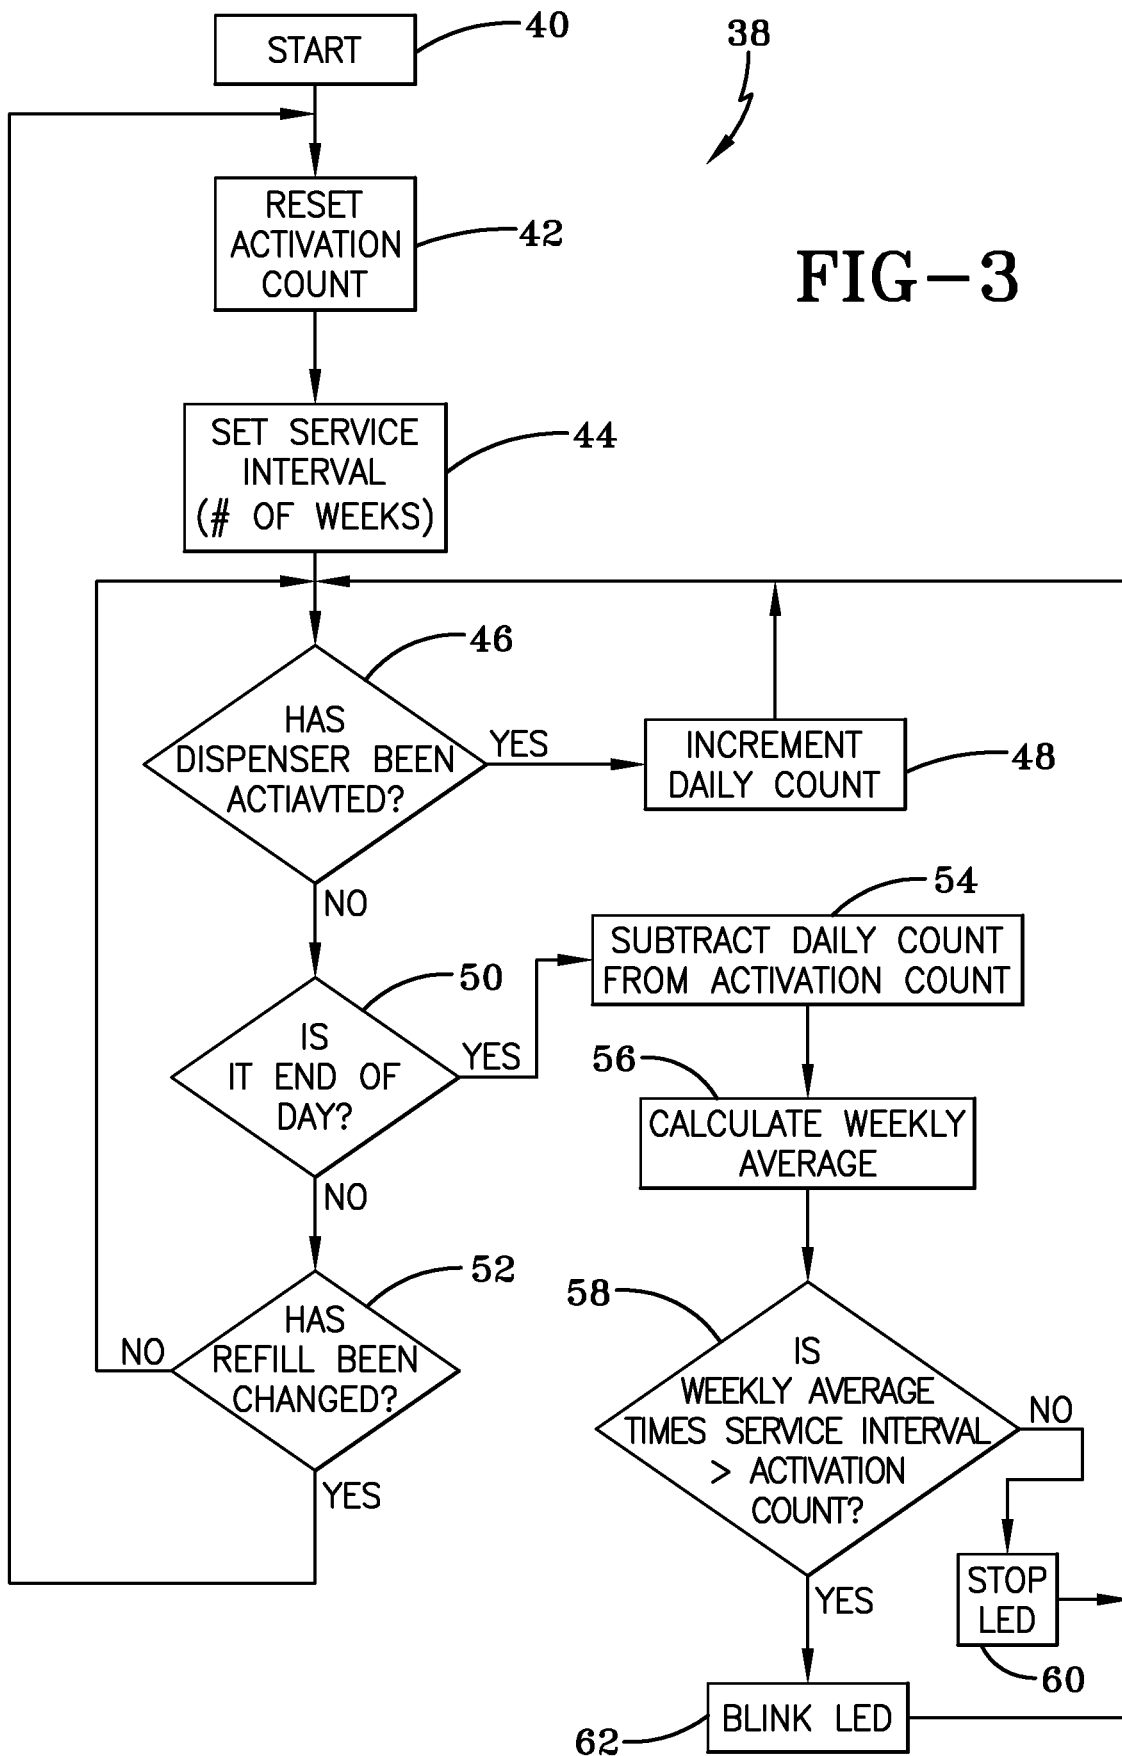 START
40
38
RESET
ACTIVATION
COUNT
42
FIG-3
SET SERVICE
INTERVAL
(# OF WEEKS)
44
46
HAS
DISPENSER BEEN
ACTIAVTED?
YES
INCREMENT
DAILY COUNT
48
NO
54
SUBTRACT DAILY COUNT
FROM ACTIVATION COUNT
50
IS
IT END OF
DAY?
YES
56
CALCULATE WEEKLY
AVERAGE
NO
52
HAS
REFILL BEEN
CHANGED?
NO
YES
58
IS
WEEKLY AVERAGE
TIMES SERVICE INTERVAL
> ACTIVATION
COUNT?
NO
YES
STOP
LED
60
BLINK LED
62